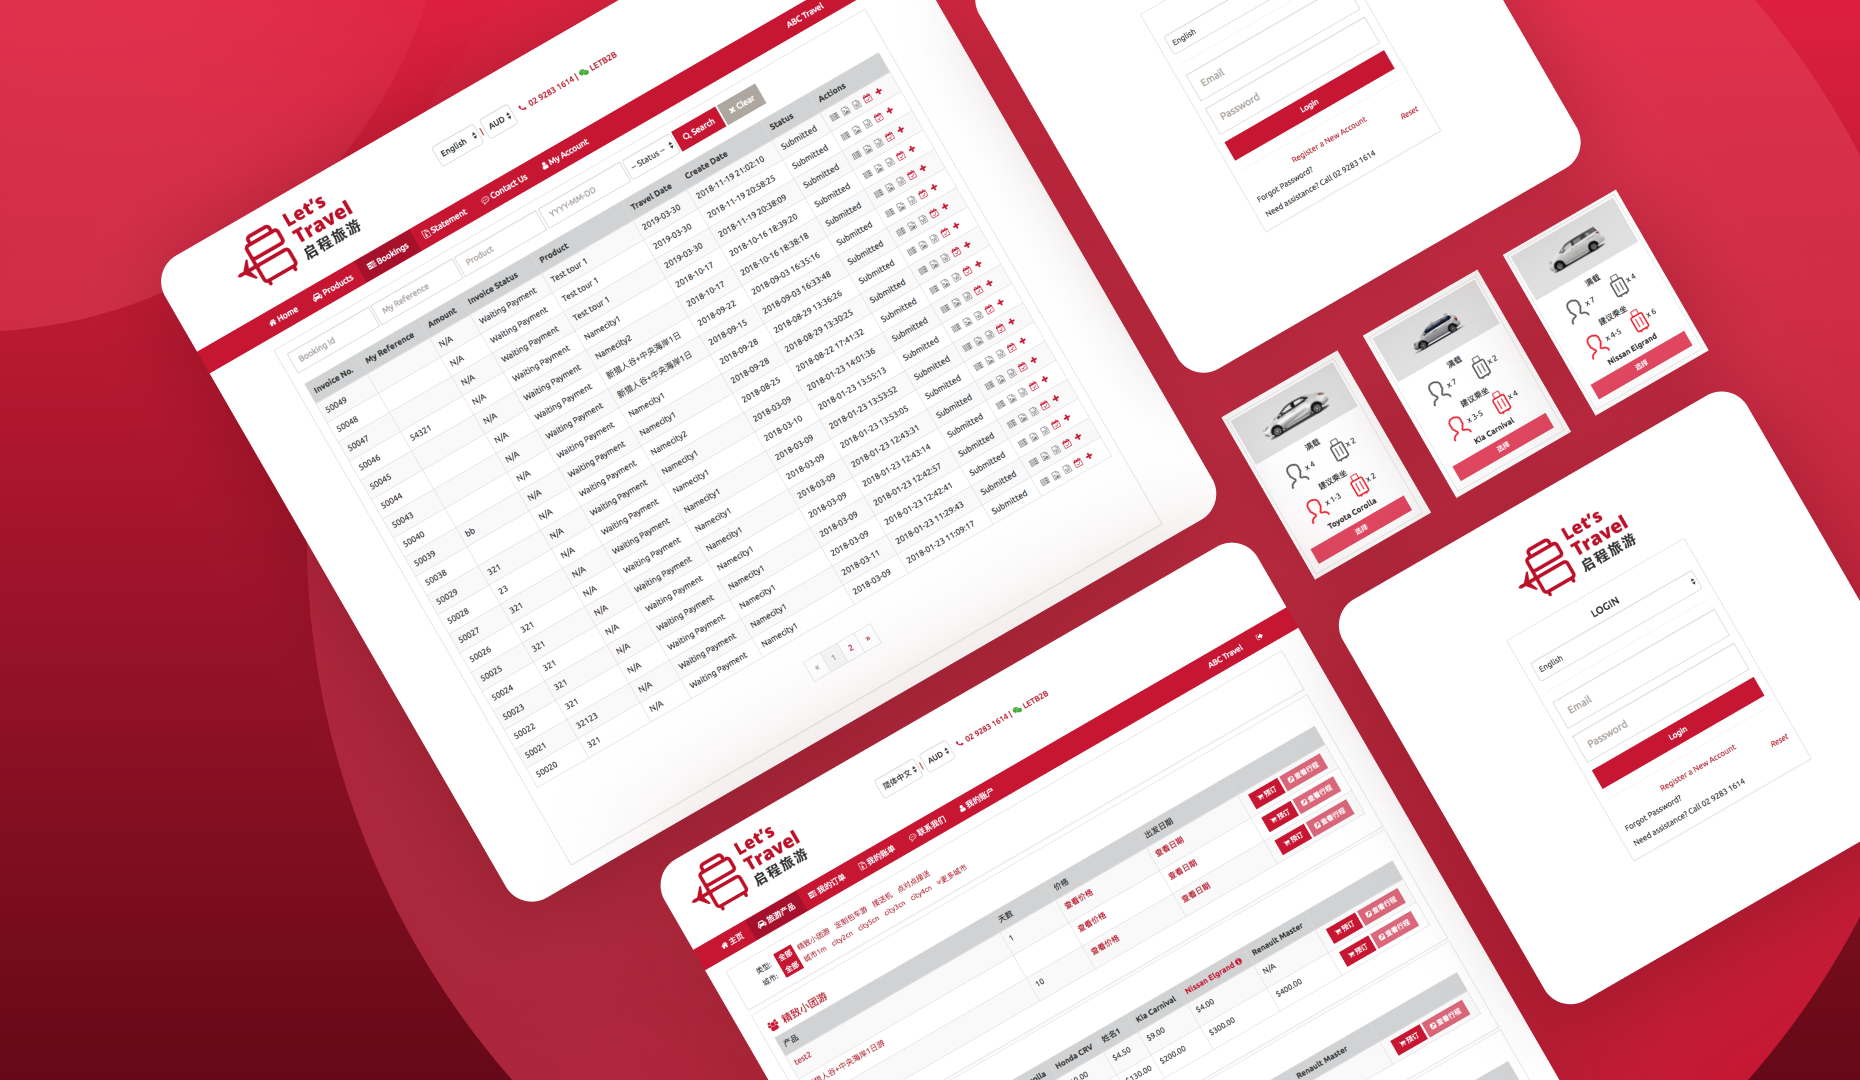 Let's Travel
启程旅游
English AUD 02 9283 1614 | LETB2B
Home Products Bookings Statement Contact Us My Account ABC Travel
Booking Id My Reference Product YYYY-MM-DD -- Status -- Search Clear
Invoice No. My Reference Amount Invoice Status Product Travel Date Create Date Status Actions
50049 N/A Waiting Payment Test tour 1 2019-03-30 2018-11-19 21:02:10 Submitted
50048 N/A Waiting Payment Test tour 1 2019-03-30 2018-11-19 20:58:25 Submitted
50047 N/A Waiting Payment Test tour 1 2019-03-30 2018-11-19 20:38:09 Submitted
50046 54321 N/A Waiting Payment Namecity1 2018-10-17 2018-10-16 18:39:20 Submitted
50045 N/A Waiting Payment Namecity2 2018-10-17 2018-10-16 18:38:18 Submitted
50044 N/A Waiting Payment 新猎人谷+中央海岸1日 2018-09-22 2018-09-03 16:35:16 Submitted
50043 N/A Waiting Payment 新猎人谷+中央海岸1日 2018-09-15 2018-09-03 16:33:48 Submitted
50040 N/A Waiting Payment Namecity1 2018-09-28 2018-08-29 13:36:26 Submitted
50039 bb N/A Waiting Payment Namecity1 2018-09-28 2018-08-29 13:30:25 Submitted
50038 N/A Waiting Payment Namecity2 2018-08-25 2018-08-22 17:41:32 Submitted
50029 321 N/A Waiting Payment Namecity1 2018-03-09 2018-01-23 14:01:36 Submitted
50028 23 N/A Waiting Payment Namecity1 2018-03-10 2018-01-23 13:55:13 Submitted
50027 321 N/A Waiting Payment Namecity1 2018-03-09 2018-01-23 13:53:52 Submitted
50026 321 N/A Waiting Payment Namecity1 2018-03-09 2018-01-23 13:53:05 Submitted
50025 321 N/A Waiting Payment Namecity1 2018-03-09 2018-01-23 12:43:31 Submitted
50024 321 N/A Waiting Payment Namecity1 2018-03-09 2018-01-23 12:43:14 Submitted
50023 321 N/A Waiting Payment Namecity1 2018-03-09 2018-01-23 12:42:57 Submitted
50022 321 N/A Waiting Payment Namecity1 2018-03-09 2018-01-23 12:42:41 Submitted
50021 32123 N/A Waiting Payment Namecity1 2018-03-11 2018-01-23 11:29:43 Submitted
50020 321 N/A Waiting Payment Namecity1 2018-03-09 2018-01-23 11:09:17 Submitted
« 1 2 »
English
Email
Password
Login
Register a New Account
Forgot Password? Reset
Need assistance? Call 02 9283 1614
满载
x 4 x 2
建议乘坐
x 1-3 x 2
Toyota Corolla
选择
满载
x 7 x 2
建议乘坐
x 3-5 x 4
Kia Carnival
选择
满载
x 7 x 4
建议乘坐
x 4-5 x 6
Nissan Elgrand
选择
Let's Travel
启程旅游
LOGIN
English
Email
Password
Login
Register a New Account
Forgot Password? Reset
Need assistance? Call 02 9283 1614
Let's Travel
启程旅游
简体中文 | AUD 02 9283 1614 | LETB2B
主页 旅游产品 我的订单 我的账单 联系我们 我的账户 ABC Travel
类型: 全部 精致小团游 定制包车游 接送机 点对点接送
城市: 全部 城市1m city2cn city5cn city3cn city4cn 更多城市
精致小团游
产品 天数 价格 出发日期
test2 1 查看价格 查看日期 预订 查看行程
猎人谷+中央海岸1日游 查看价格 查看日期 预订 查看行程
10 查看价格 查看日期 预订 查看行程
Honda CRV 姓名1 Kia Carnival Nissan Elgrand Renault Master
$4.50 $9.00 $4.00 N/A 预订 查看行程
$130.00 $200.00 $300.00 $400.00 预订 查看行程
Renault Master
预订 查看行程